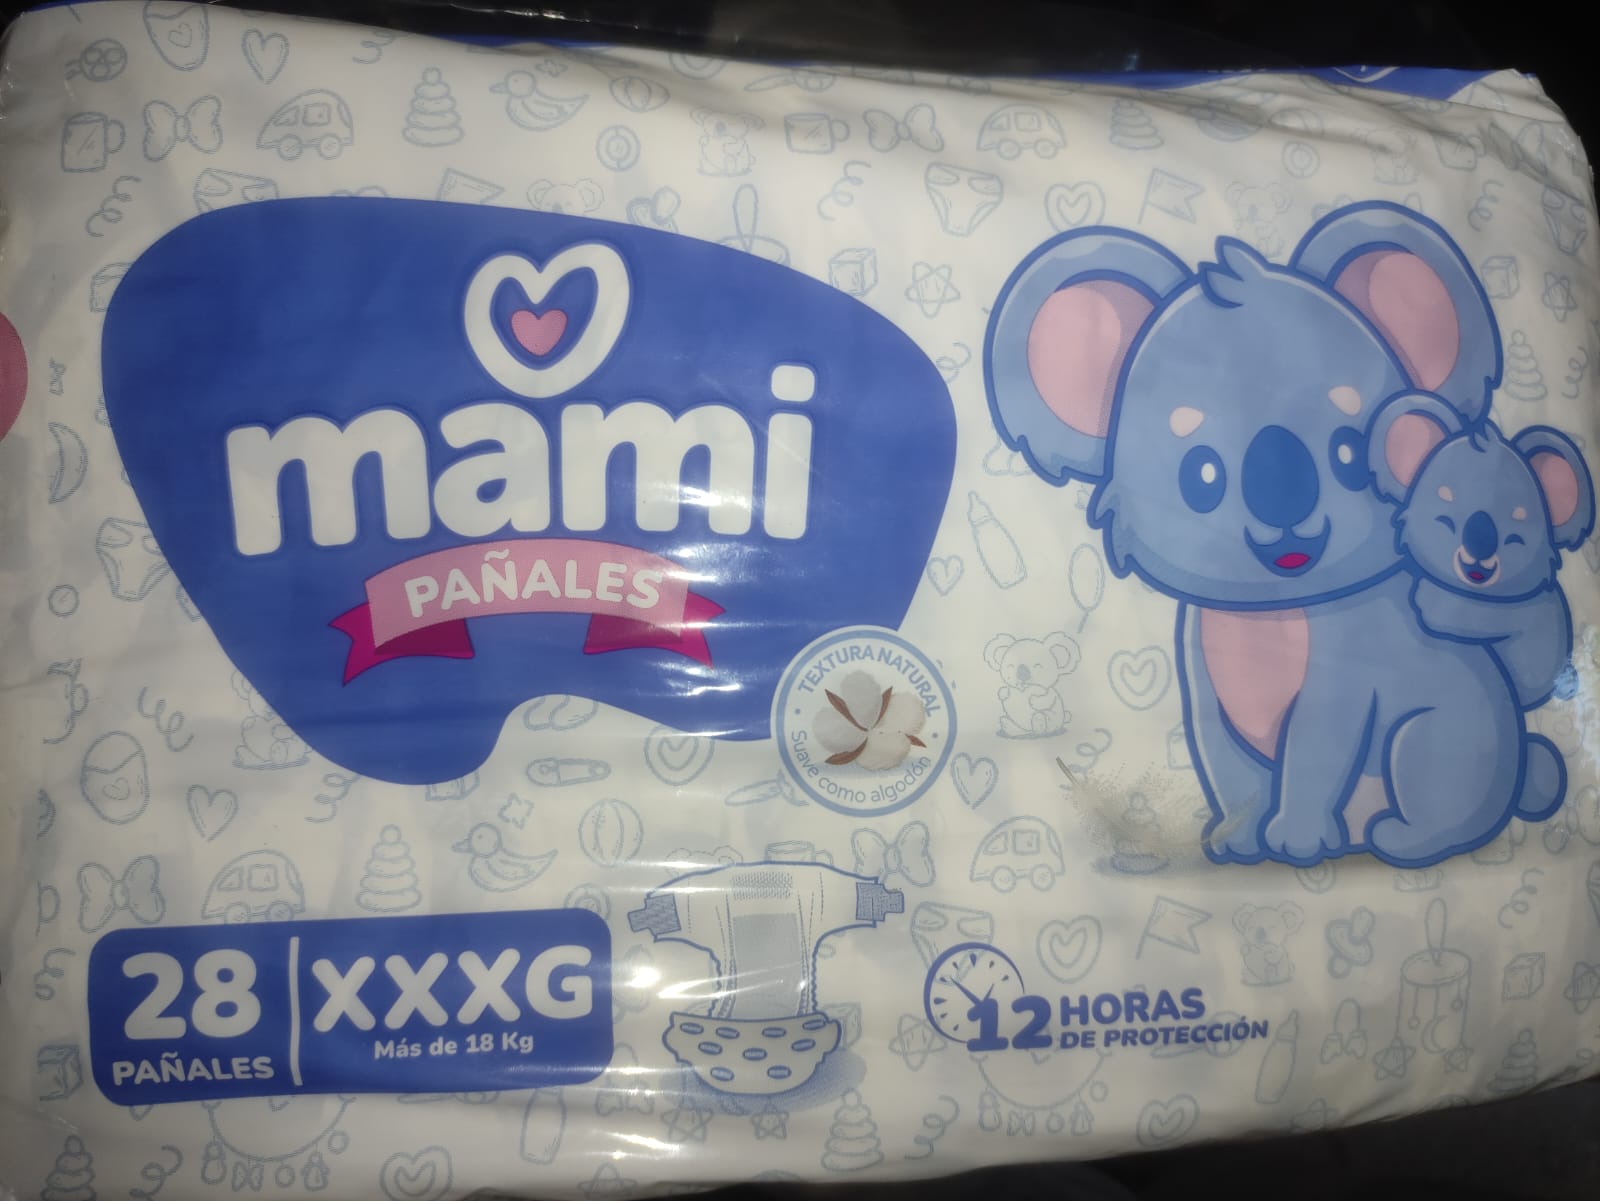 mami
PAÑALES
TEXTURA NATURAL
Suave como algodón
28
PAÑALES
XXXG
Más de 18 Kg
12 HORAS
DE PROTECCIÓN